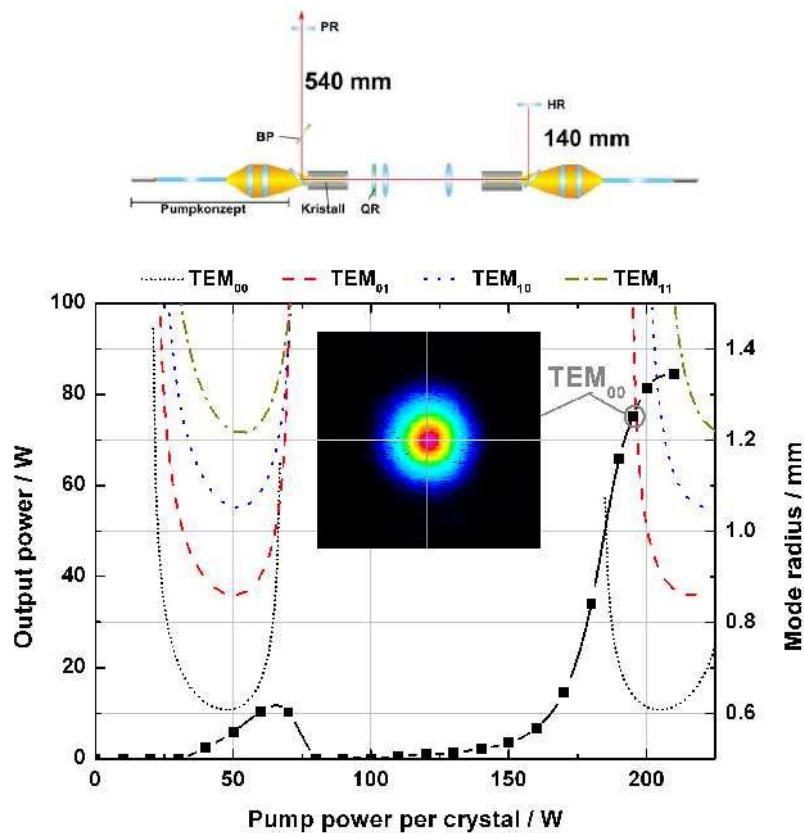 PR
540 mm
HR
BP
140 mm
Pumpkonzept
Kristall
QR
TEM₀₀ TEM₀₁ TEM₁₀ TEM₁₁
100
80
60
40
20
0
Output power / W
TEM₀₀
1.4
1.2
1.0
0.8
0.6
Mode radius / mm
0 50 100 150 200
Pump power per crystal / W